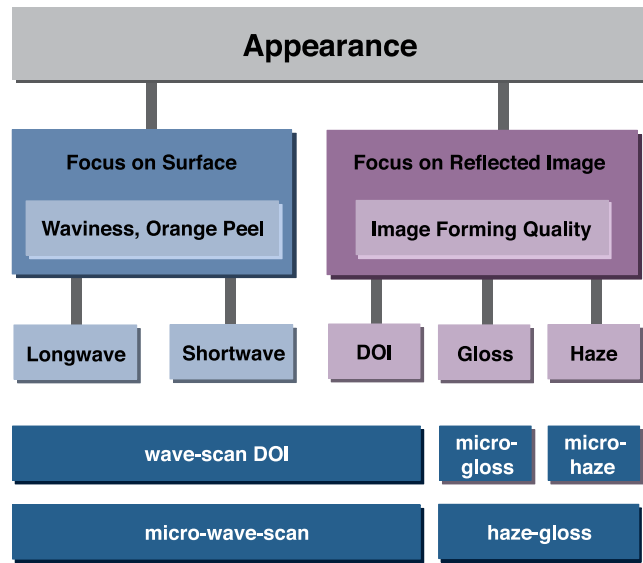 Appearance
Focus on Surface
Waviness, Orange Peel
Focus on Reflected Image
Image Forming Quality
Longwave
Shortwave
DOI
Gloss
Haze
wave-scan DOI
micro-
gloss
micro-
haze
micro-wave-scan
haze-gloss